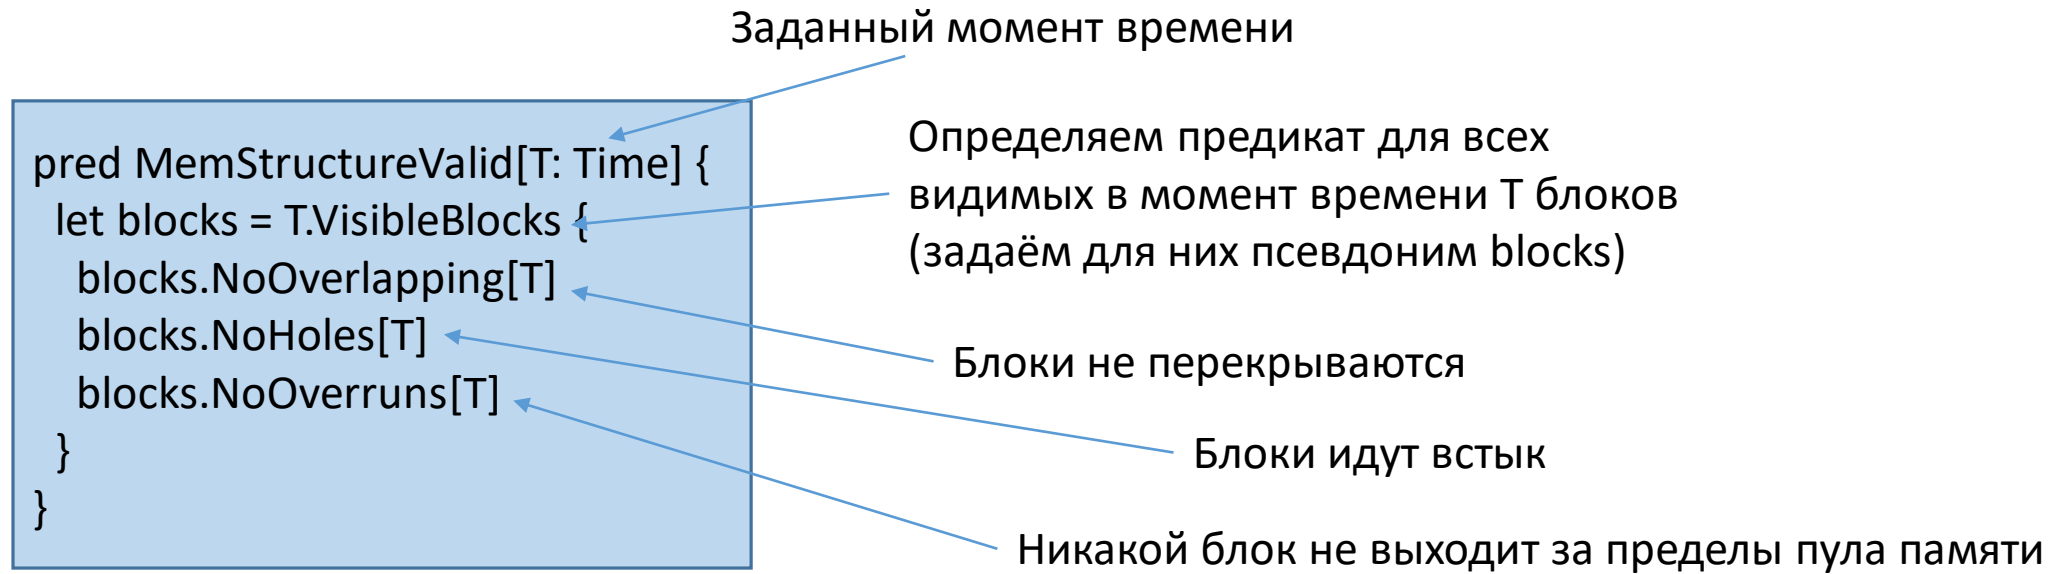 Заданный момент времени
pred MemStructureValid[T: Time] {
let blocks = T.VisibleBlocks {
blocks.NoOverlapping[T]
blocks.NoHoles[T]
blocks.NoOverruns[T]
}
}
Определяем предикат для всех
видимых в момент времени T блоков
(задаём для них псевдоним blocks)
Блоки не перекрываются
Блоки идут встык
Никакой блок не выходит за пределы пула памяти